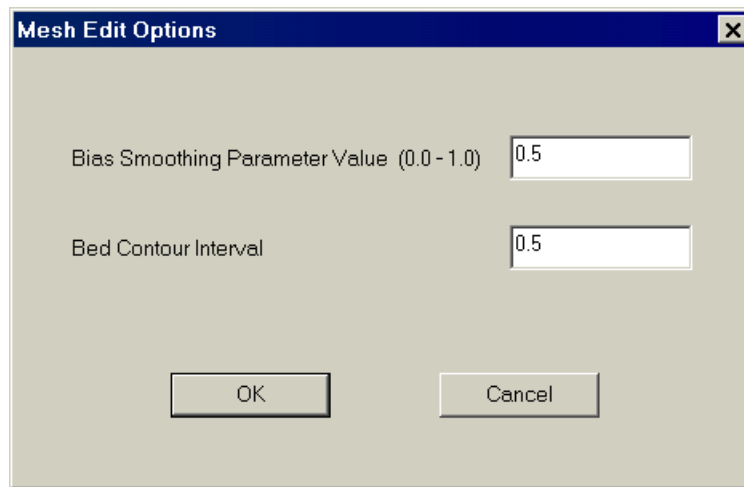 Mesh Edit Options
Bias Smoothing Parameter Value (0.0 - 1.0) 0.5
Bed Contour Interval 0.5
OK Cancel